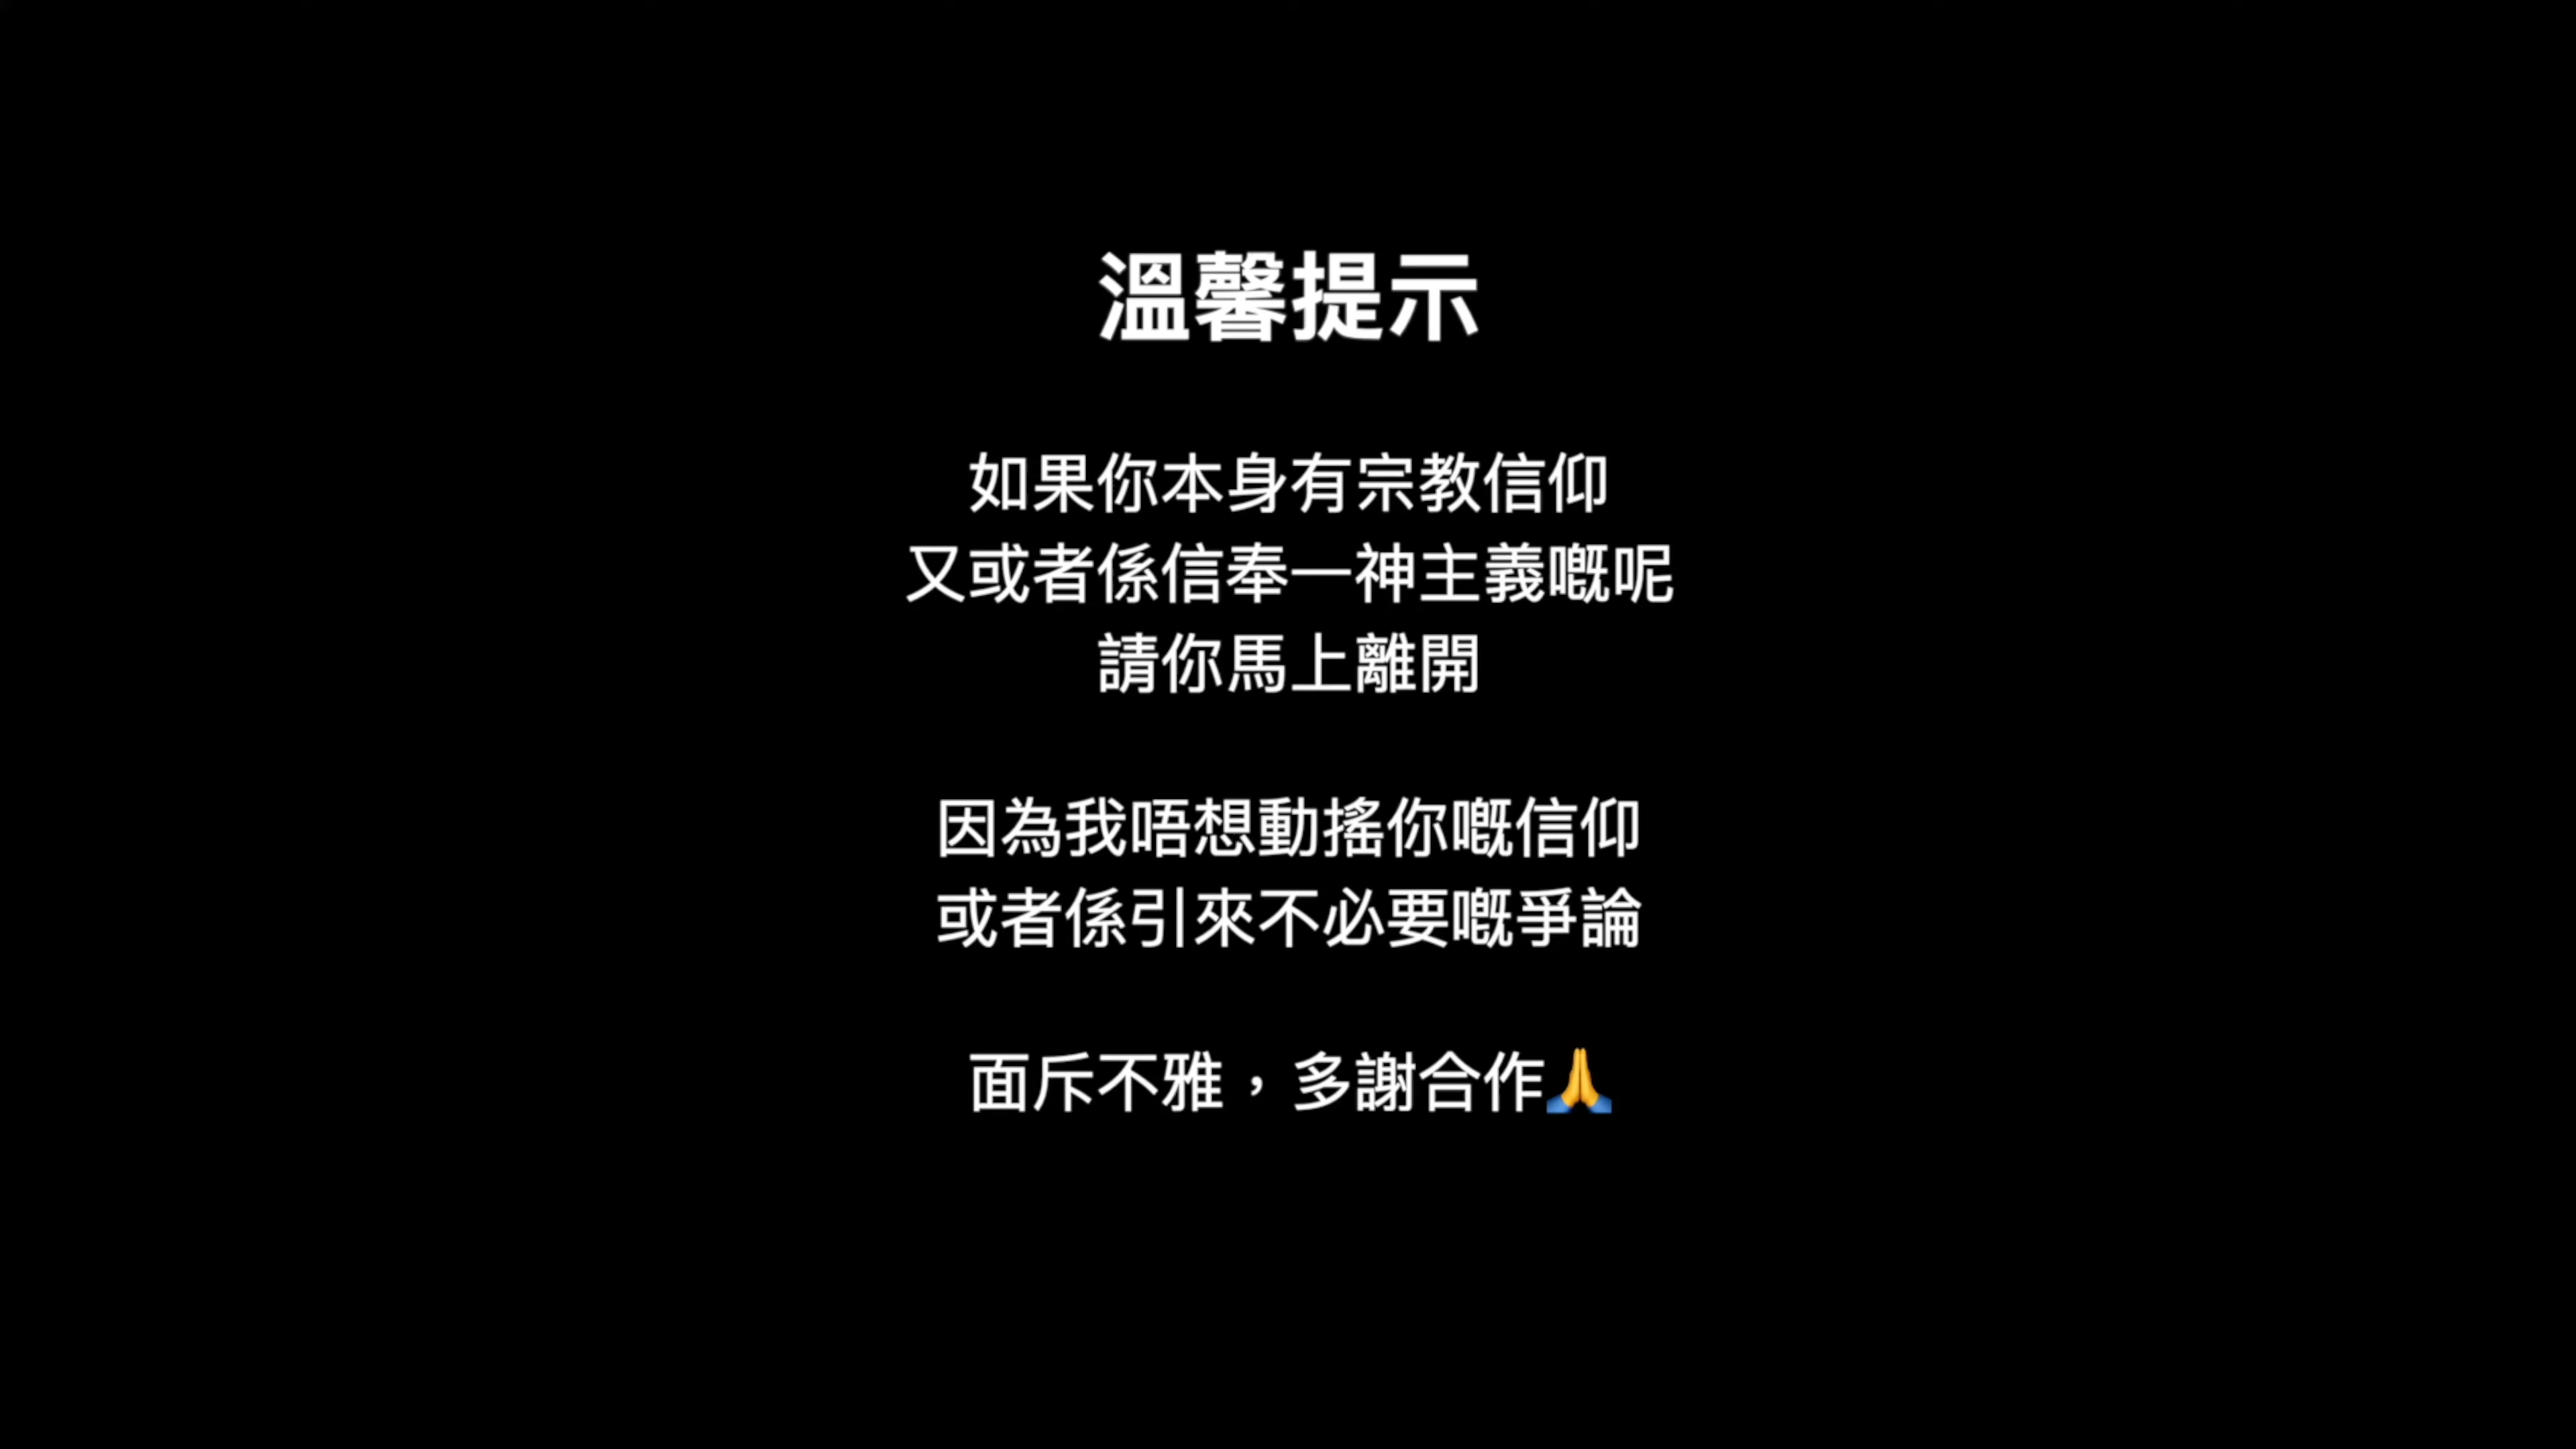 溫馨提示
如果你本身有宗教信仰
又或者係信奉一神主義嘅呢
請你馬上離開
因為我唔想動搖你嘅信仰
或者係引來不必要嘅爭論
面斥不雅，多謝合作🙏